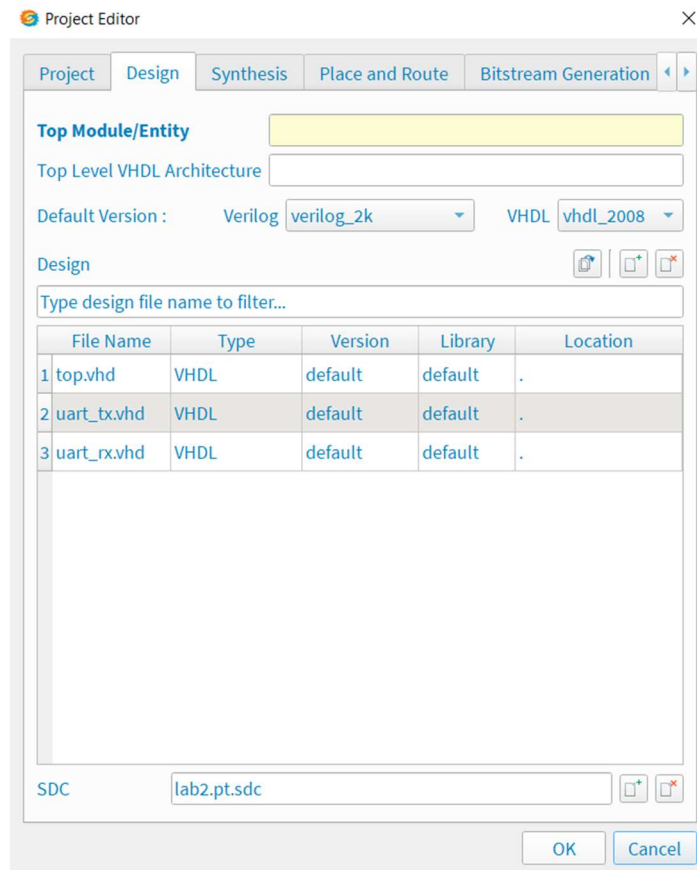 Project Editor
Project Design Synthesis Place and Route Bitstream Generation
Top Module/Entity
Top Level VHDL Architecture
Default Version : Verilog verilog_2k VHDL vhdl_2008
Design
Type design file name to filter...
File Name Type Version Library Location
1 top.vhd VHDL default default .
2 uart_tx.vhd VHDL default default .
3 uart_rx.vhd VHDL default default .
SDC lab2.pt.sdc
OK Cancel